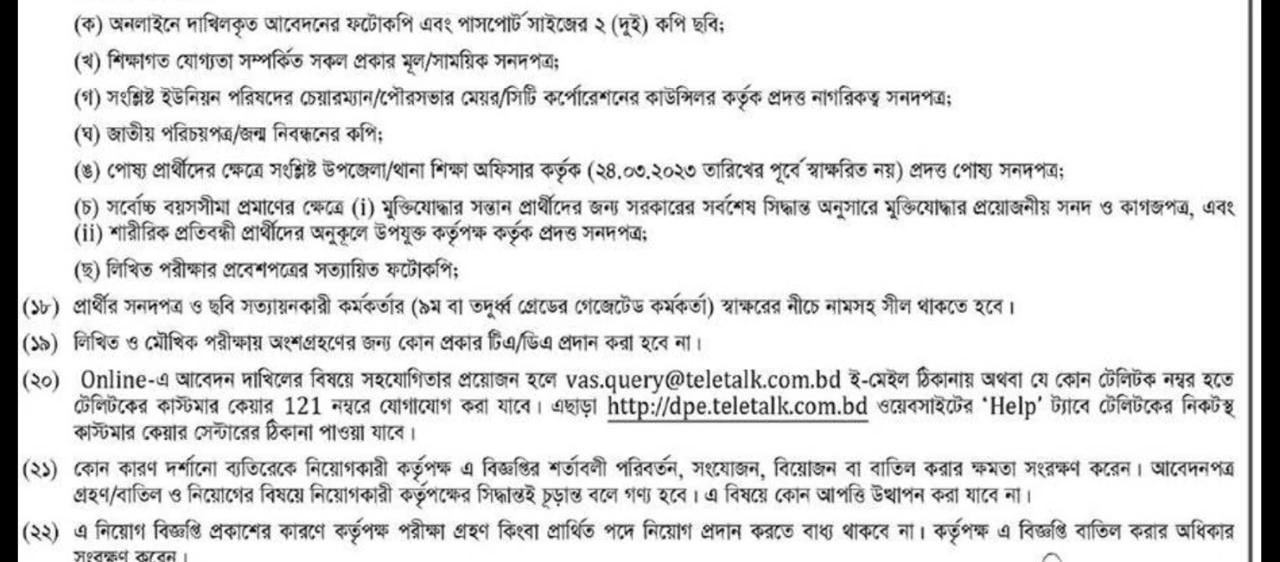 (ক) অনলাইনে দাখিলকৃত আবেদনের ফটোকপি এবং পাসপোর্ট সাইজের ২ (দুই) কপি ছবি;
(খ) শিক্ষাগত যোগ্যতা সম্পর্কিত সকল প্রকার মূল/সাময়িক সনদপত্র;
(গ) সংশ্লিষ্ট ইউনিয়ন পরিষদের চেয়ারম্যান/পৌরসভার মেয়র/সিটি কর্পোরেশনের কাউন্সিলর কর্তৃক প্রদত্ত নাগরিকত্ব সনদপত্র;
(ঘ) জাতীয় পরিচয়পত্র/জন্ম নিবন্ধনের কপি;
(ঙ) পোষ্য প্রার্থীদের ক্ষেত্রে সংশ্লিষ্ট উপজেলা/থানা শিক্ষা অফিসার কর্তৃক (২৪.০৩.২০২৩ তারিখের পূর্বে স্বাক্ষরিত নয়) প্রদত্ত পোষ্য সনদপত্র;
(চ) সর্বোচ্চ বয়সসীমা প্রমাণের ক্ষেত্রে (i) মুক্তিযোদ্ধার সন্তান প্রার্থীদের জন্য সরকারের সর্বশেষ সিদ্ধান্ত অনুসারে মুক্তিযোদ্ধার প্রয়োজনীয় সনদ ও কাগজপত্র, এবং
(ii) শারীরিক প্রতিবন্ধী প্রার্থীদের অনুকূলে উপযুক্ত কর্তৃপক্ষ কর্তৃক প্রদত্ত সনদপত্র;
(ছ) লিখিত পরীক্ষার প্রবেশপত্রের সত্যায়িত ফটোকপি;
(১৮) প্রার্থীর সনদপত্র ও ছবি সত্যায়নকারী কর্মকর্তার (৯ম বা তদুর্ধ্ব গ্রেডের গেজেটেড কর্মকর্তা) স্বাক্ষরের নীচে নামসহ সীল থাকতে হবে।
(১৯) লিখিত ও মৌখিক পরীক্ষায় অংশগ্রহণের জন্য কোন প্রকার টিএ/ডিএ প্রদান করা হবে না।
(২০) Online-এ আবেদন দাখিলের বিষয়ে সহযোগিতার প্রয়োজন হলে vas.query@teletalk.com.bd ই-মেইল ঠিকানায় অথবা যে কোন টেলিটক নম্বর হতে
টেলিটকের কাস্টমার কেয়ার 121 নম্বরে যোগাযোগ করা যাবে। এছাড়া http://dpe.teletalk.com.bd ওয়েবসাইটের ‘Help’ ট্যাবে টেলিটকের নিকটস্থ
কাস্টমার কেয়ার সেন্টারের ঠিকানা পাওয়া যাবে।
(২১) কোন কারণ দর্শানো ব্যতিরেকে নিয়োগকারী কর্তৃপক্ষ এ বিজ্ঞপ্তির শর্তাবলী পরিবর্তন, সংযোজন, বিয়োজন বা বাতিল করার ক্ষমতা সংরক্ষণ করেন। আবেদনপত্র
গ্রহণ/বাতিল ও নিয়োগের বিষয়ে নিয়োগকারী কর্তৃপক্ষের সিদ্ধান্তই চূড়ান্ত বলে গণ্য হবে। এ বিষয়ে কোন আপত্তি উত্থাপন করা যাবে না।
(২২) এ নিয়োগ বিজ্ঞপ্তি প্রকাশের কারণে কর্তৃপক্ষ পরীক্ষা গ্রহণ কিংবা প্রার্থিত পদে নিয়োগ প্রদান করতে বাধ্য থাকবে না। কর্তৃপক্ষ এ বিজ্ঞপ্তি বাতিল করার অধিকার
সংরক্ষণ করেন।